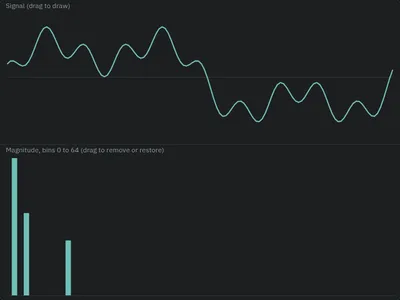 Signal (drag to draw)
Magnitude, bins 0 to 64 (drag to remove or restore)